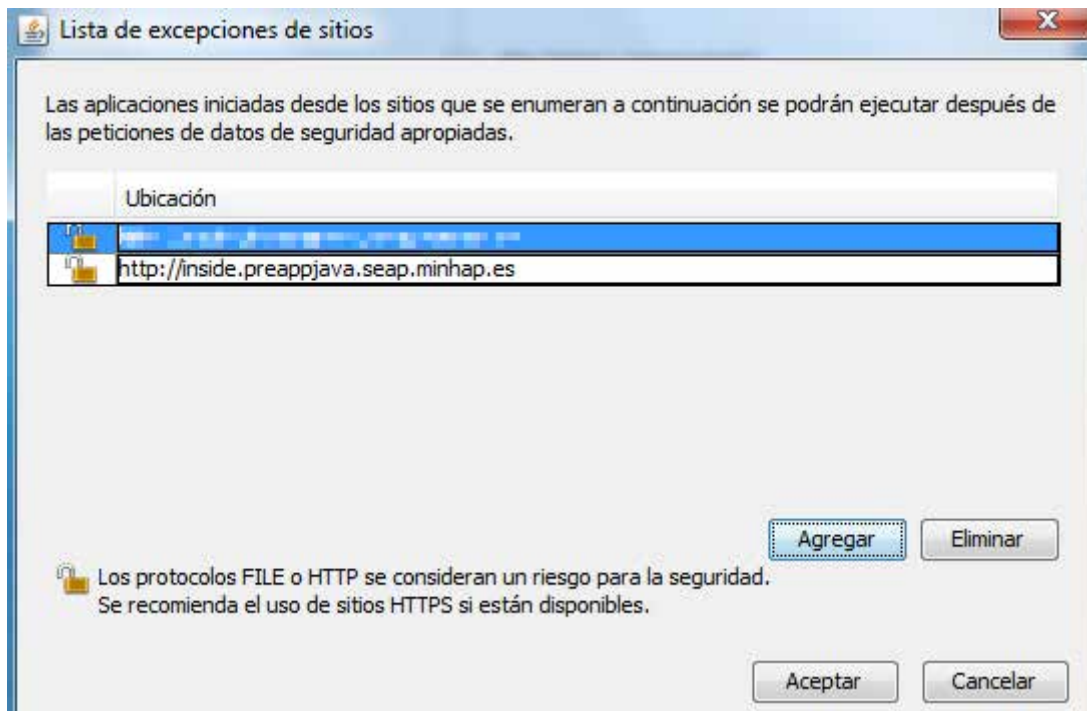 Lista de excepciones de sitios
Las aplicaciones iniciadas desde los sitios que se enumeran a continuación se podrán ejecutar después de
las peticiones de datos de seguridad apropiadas.
Ubicación
http://inside.preappjava.seap.minhap.es
Agregar
Eliminar
Los protocolos FILE o HTTP se consideran un riesgo para la seguridad.
Se recomienda el uso de sitios HTTPS si están disponibles.
Aceptar
Cancelar